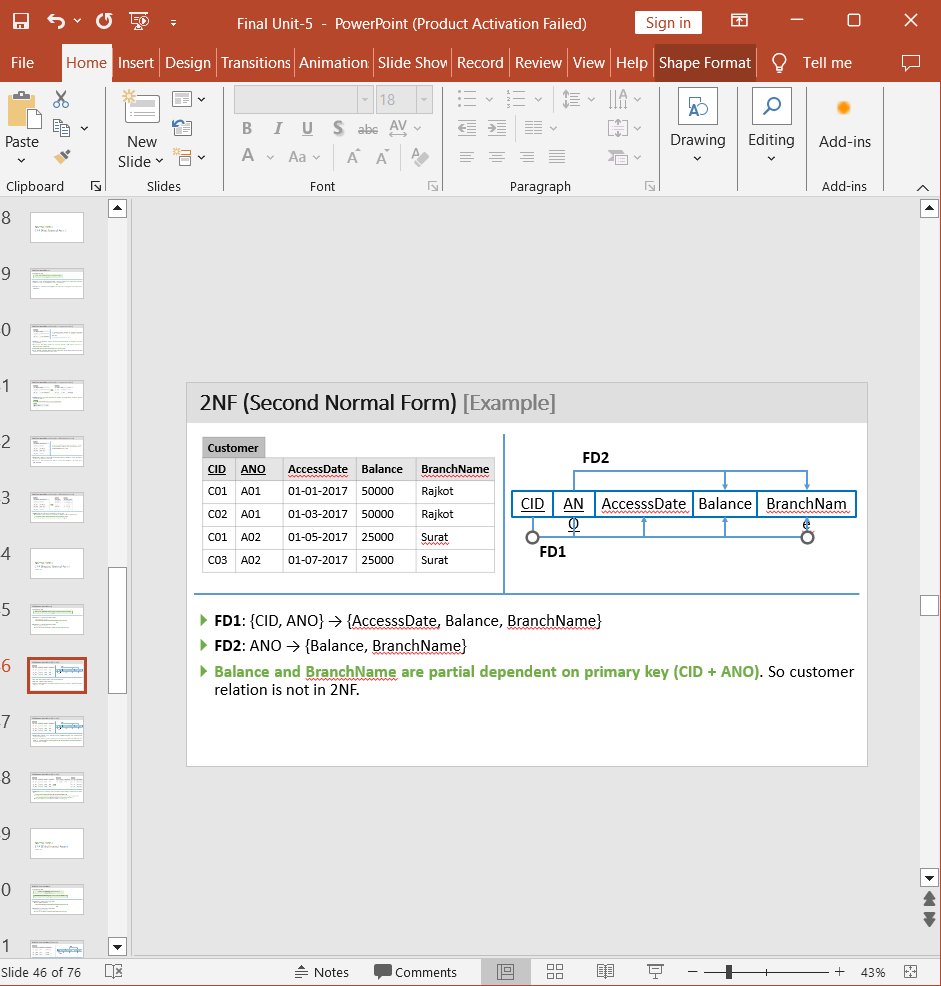 Final Unit-5 - PowerPoint (Product Activation Failed)
Sign in
File Home Insert Design Transitions Animation Slide Show Record Review View Help Shape Format Tell me
Paste
New
Slide
18
B I U S abc AV
A Aa A A
Drawing
Editing
Add-ins
Clipboard Slides Font Paragraph Add-ins
8
9
0
1
2
3
4
5
6
7
8
9
0
1
2NF (Second Normal Form) [Example]
Customer
CID ANO AccessDate Balance BranchName
C01 A01 01-01-2017 50000 Rajkot
C02 A01 01-03-2017 50000 Rajkot
C01 A02 01-05-2017 25000 Surat
C03 A02 01-07-2017 25000 Surat
FD2
CID AN AccesssDate Balance BranchNam
O e
FD1
FD1: {CID, ANO} → {AccesssDate, Balance, BranchName}
FD2: ANO → {Balance, BranchName}
Balance and BranchName are partial dependent on primary key (CID + ANO). So customer
relation is not in 2NF.
Slide 46 of 76
Notes
Comments
43%